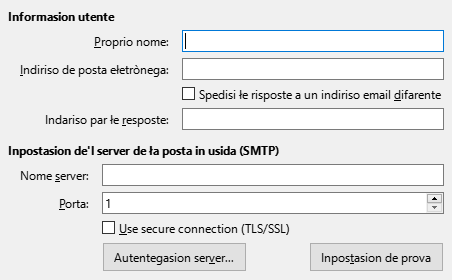 Informasion utente
Proprio nome:
Indiriso de posta ełetrònega:
Spedisi łe risposte a un indiriso email difarente
Indariso par łe resposte:
Inpostasion de'l server de ła posta in usida (SMTP)
Nome server:
Porta: 1
Use secure connection (TLS/SSL)
Autentegasion server... Inpostasion de prova